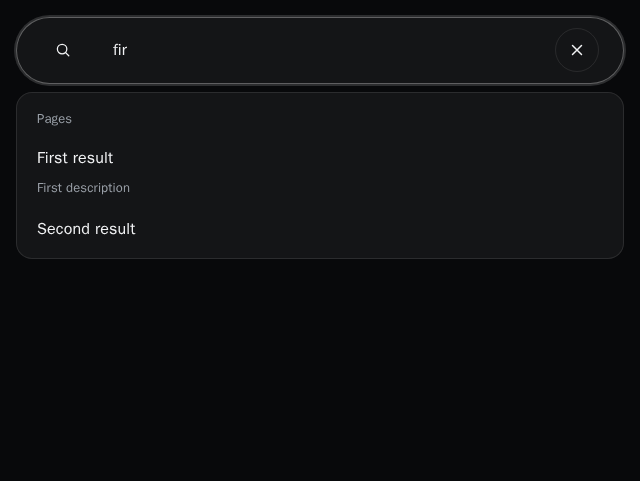 fir
Pages
First result
First description
Second result